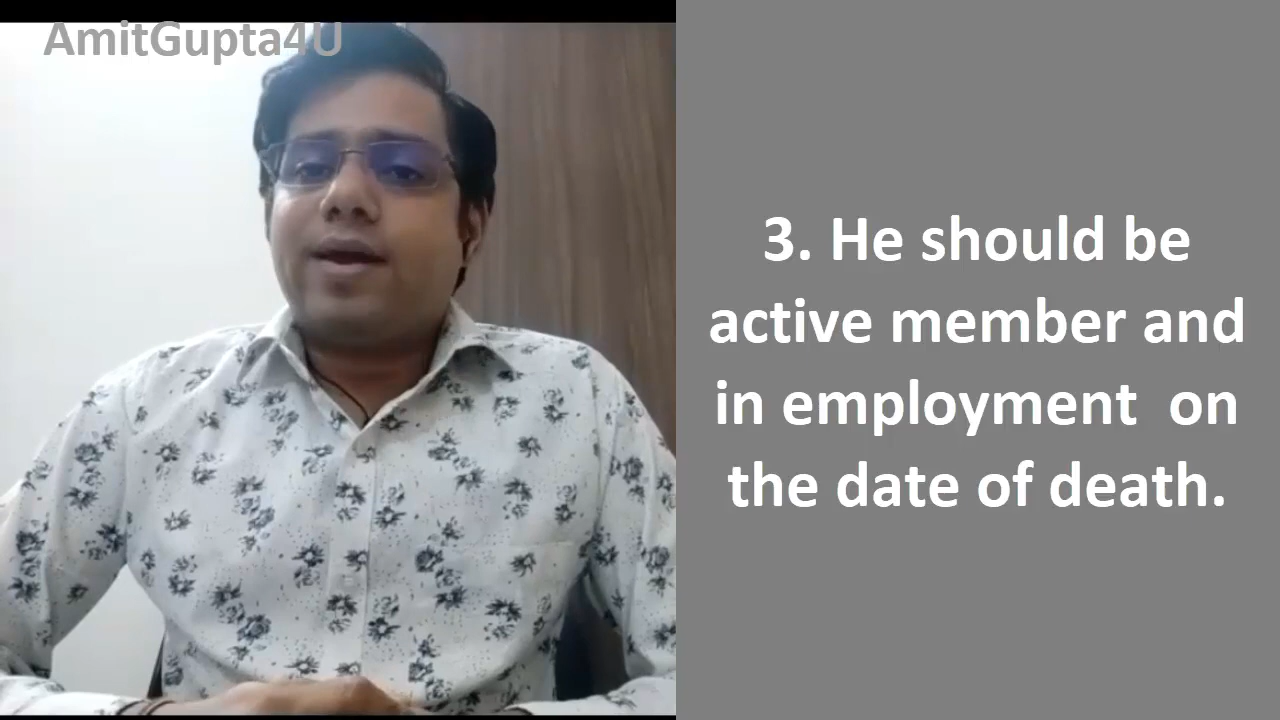 AmitGupta4U
3. He should be
active member and
in employment  on
the date of death.